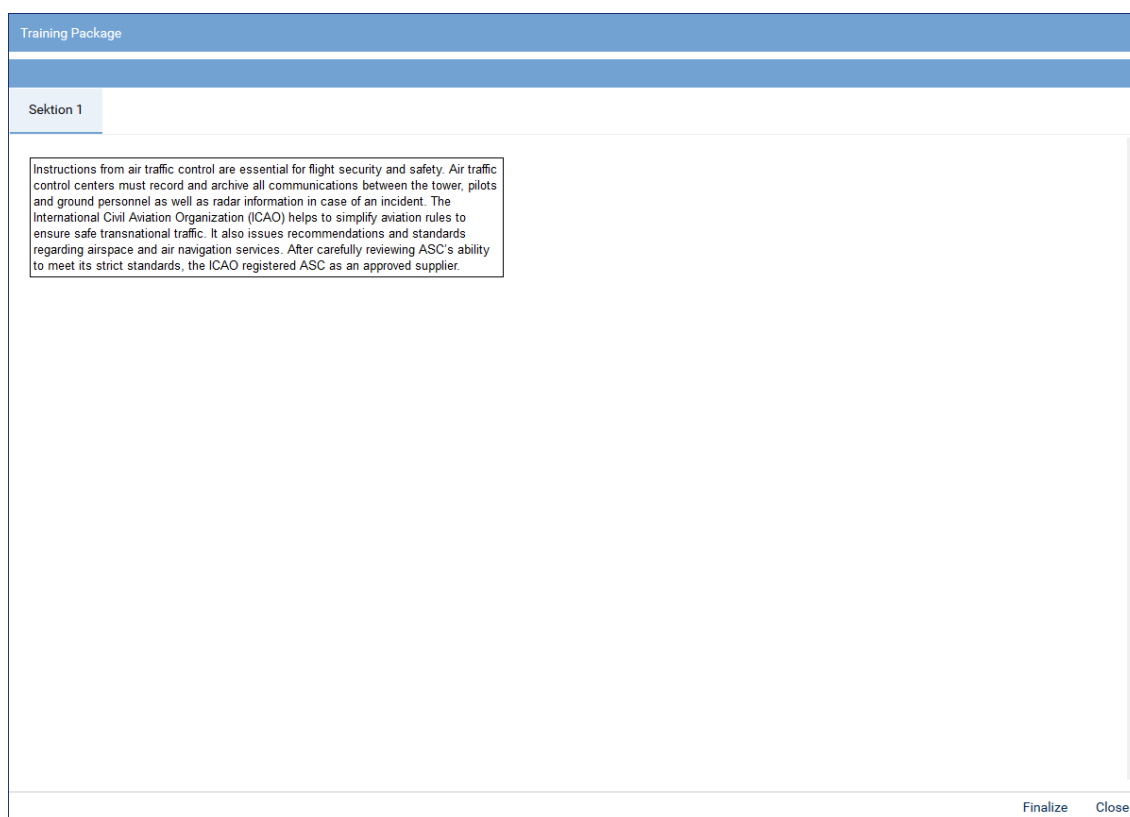 Training Package
Sektion 1
Instructions from air traffic control are essential for flight security and safety. Air traffic
control centers must record and archive all communications between the tower, pilots
and ground personnel as well as radar information in case of an incident. The
International Civil Aviation Organization (ICAO) helps to simplify aviation rules to
ensure safe transnational traffic. It also issues recommendations and standards
regarding airspace and air navigation services. After carefully reviewing ASC’s ability
to meet its strict standards, the ICAO registered ASC as an approved supplier.
Finalize Close